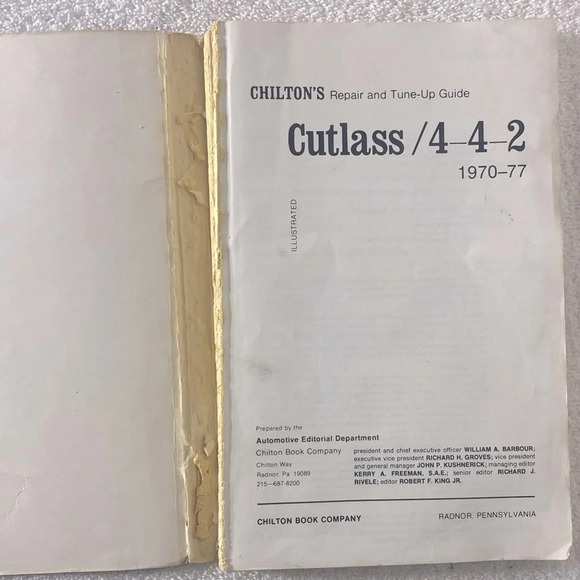 CHILTON'S Repair and Tune-Up Guide
Cutlass /4-4-2
1970-77
ILLUSTRATED
Prepared by the
Automotive Editorial Department
Chilton Book Company
Chilton Way
Radnor, Pa 19089
215—687-8200
president and chief executive officer WILLIAM A. BARBOUR;
executive vice president RICHARD H. GROVES; vice president
and general manager JOHN P. KUSHNERICK; managing editor
KERRY A. FREEMAN, S.A.E.; senior editor RICHARD J.
RIVELE; editor ROBERT F. KING JR.
CHILTON BOOK COMPANY
RADNOR, PENNSYLVANIA